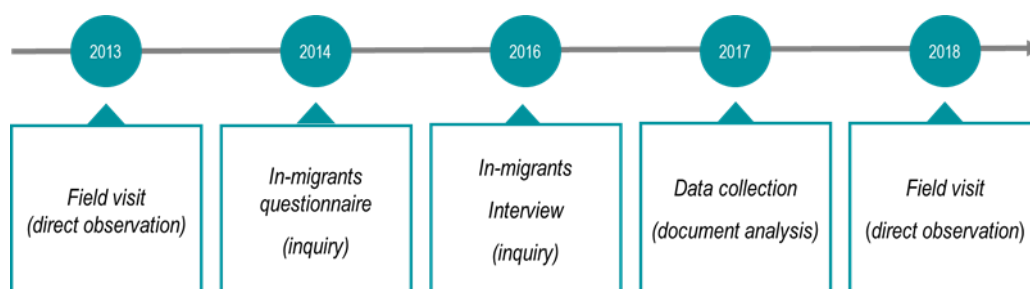 2013
2014
2016
2017
2018
Field visit
(direct observation)
In-migrants
questionnaire
(inquiry)
In-migrants
Interview
(inquiry)
Data collection
(document analysis)
Field visit
(direct observation)